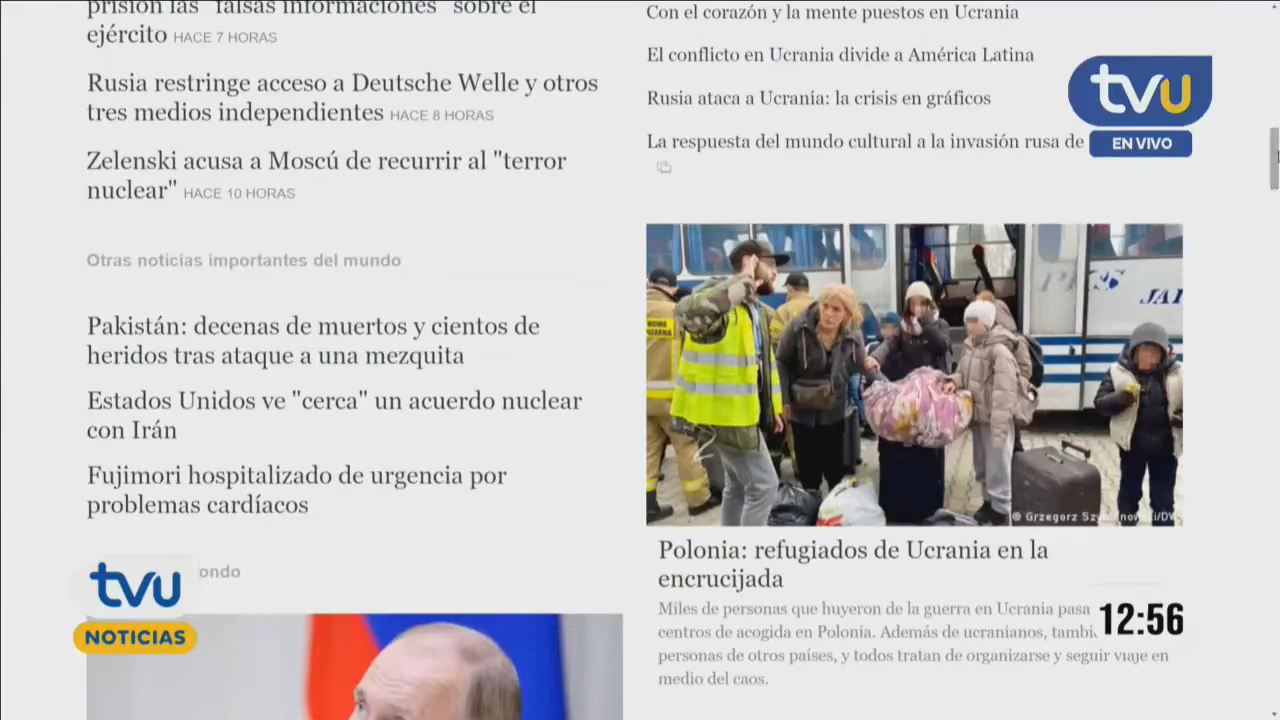 prisión las "falsas informaciones" sobre el
ejército HACE 7 HORAS
Rusia restringe acceso a Deutsche Welle y otros
tres medios independientes HACE 8 HORAS
Zelenski acusa a Moscú de recurrir al "terror
nuclear" HACE 10 HORAS
Otras noticias importantes del mundo
Pakistán: decenas de muertos y cientos de
heridos tras ataque a una mezquita
Estados Unidos ve "cerca" un acuerdo nuclear
con Irán
Fujimori hospitalizado de urgencia por
problemas cardíacos
ondo
tvu
NOTICIAS
Con el corazón y la mente puestos en Ucrania
El conflicto en Ucrania divide a América Latina
Rusia ataca a Ucrania: la crisis en gráficos
La respuesta del mundo cultural a la invasión rusa de
tvu
EN VIVO
© Grzegorz
Polonia: refugiados de Ucrania en la
encrucijada
Miles de personas que huyeron de la guerra en Ucrania pasa
centros de acogida en Polonia. Además de ucranianos, tambi
personas de otros países, y todos tratan de organizarse y seguir viaje en
medio del caos.
12:56